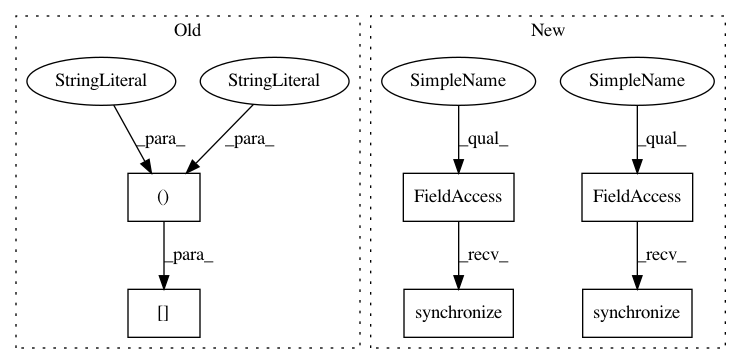 Old
New
StringLiteral
StringLiteral
SimpleName
SimpleName
_para_
_para_
_qual_
_qual_
()
FieldAccess
FieldAccess
_para_
_recv_
_recv_
[]
synchronize
synchronize